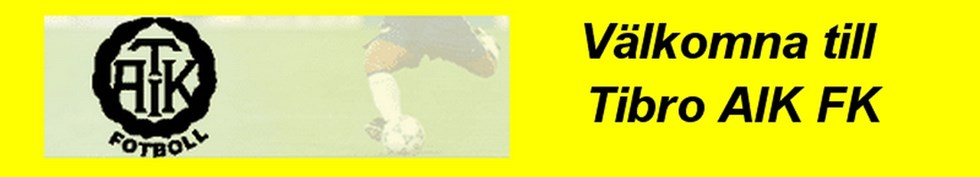 TAIK
FOTBOLL
Välkomna till
Tibro AIK FK